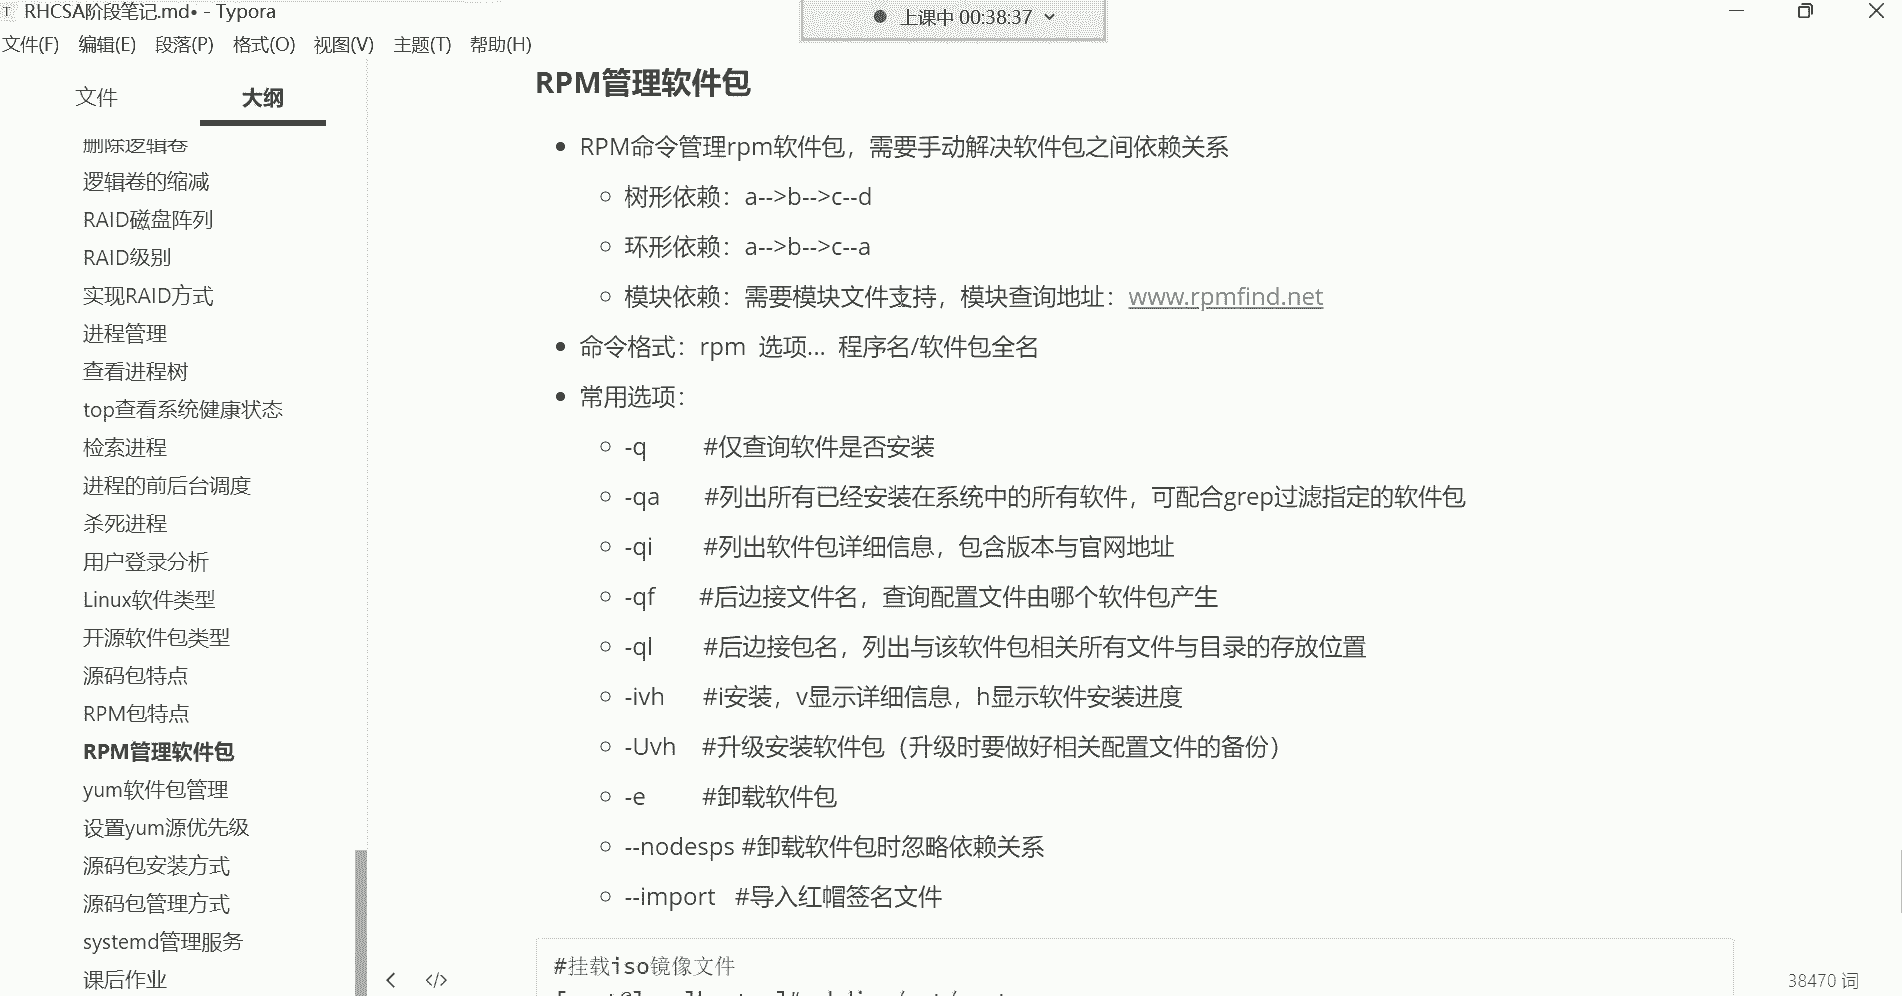 RHCSA阶段笔记.md• - Typora
上课中 00:38:37
文件(F) 编辑(E) 段落(P) 格式(O) 视图(V) 主题(T) 帮助(H)
文件 大纲
删除逻辑卷
逻辑卷的缩减
RAID磁盘阵列
RAID级别
实现RAID方式
进程管理
查看进程树
top查看系统健康状态
检索进程
进程的前后台调度
杀死进程
用户登录分析
Linux软件类型
开源软件包类型
源码包特点
RPM包特点
RPM管理软件包
yum软件包管理
设置yum源优先级
源码包安装方式
源码包管理方式
systemd管理服务
课后作业
RPM管理软件包
RPM命令管理rpm软件包，需要手动解决软件包之间依赖关系
树形依赖：a-->b-->c--d
环形依赖：a-->b-->c--a
模块依赖：需要模块文件支持，模块查询地址：www.rpmfind.net
命令格式：rpm 选项... 程序名/软件包全名
常用选项：
-q #仅查询软件是否安装
-qa #列出所有已经安装在系统中的所有软件，可配合grep过滤指定的软件包
-qi #列出软件包详细信息，包含版本与官网地址
-qf #后边接文件名，查询配置文件由哪个软件包产生
-ql #后边接包名，列出与该软件包相关所有文件与目录的存放位置
-ivh #i安装，v显示详细信息，h显示软件安装进度
-Uvh #升级安装软件包（升级时要做好相关配置文件的备份）
-e #卸载软件包
--nodesps #卸载软件包时忽略依赖关系
--import #导入红帽签名文件
#挂载iso镜像文件
38470 词